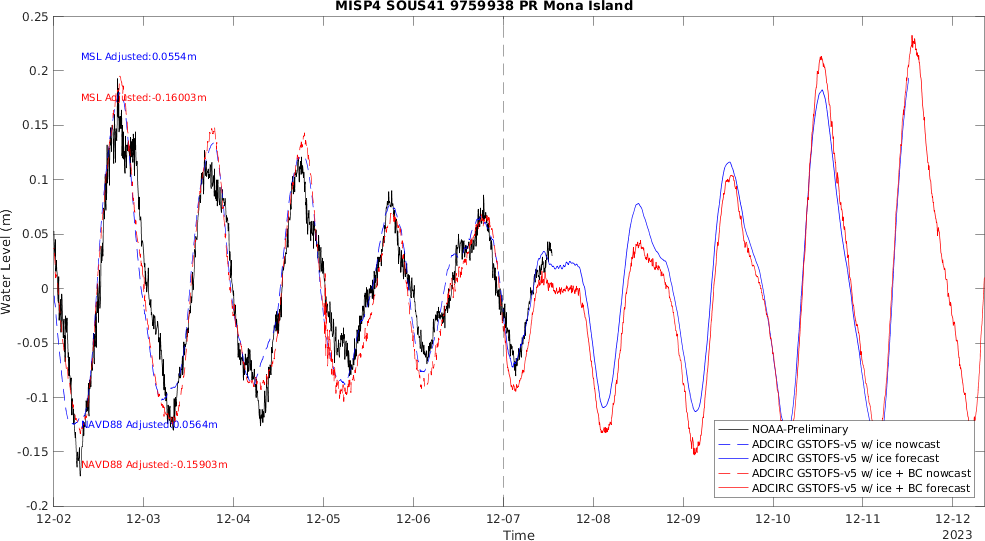 MISP4 SOUS41 9759938 PR Mona Island
0.25
0.2
0.15
0.1
0.05
0
-0.05
-0.1
-0.15
-0.2
Water Level (m)
MSL Adjusted:0.0554m
MSL Adjusted:-0.16003m
NAVD88 Adjusted:0.0564m
NAVD88 Adjusted:-0.15903m
NOAA-Preliminary
ADCIRC GSTOFS-v5 w/ ice nowcast
ADCIRC GSTOFS-v5 w/ ice forecast
ADCIRC GSTOFS-v5 w/ ice + BC nowcast
ADCIRC GSTOFS-v5 w/ ice + BC forecast
12-02 12-03 12-04 12-05 12-06 12-07 12-08 12-09 12-10 12-11 12-12
Time
2023